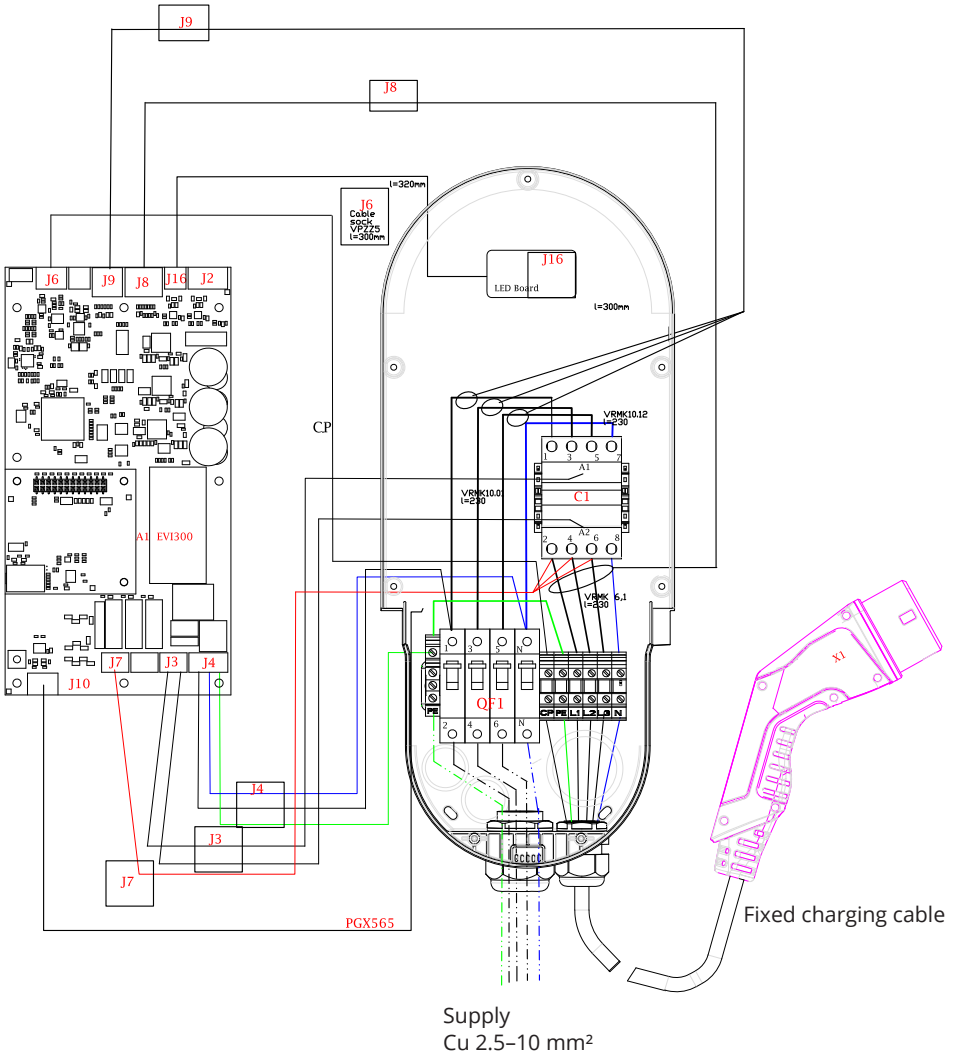 J9
J8
l=320mm
J6
Cable
sock
VPZZ5
l=300mm
J16
LED Board
l=300mm
J6
J9
J8
J16
J2
CP
VRMK10.12
l=230
VRMK10.01
l=230
1
3
5
7
A1
C1
A2
2
4
6
8
VRMK 6,1
l=230
A1 EVI300
J7
J3
J4
J10
1
3
5
N
QF1
2
4
6
N
PE
CP
PE
L1
L2
L3
N
X1
J4
J3
J7
PGX565
Fixed charging cable
Supply
Cu 2.5–10 mm²